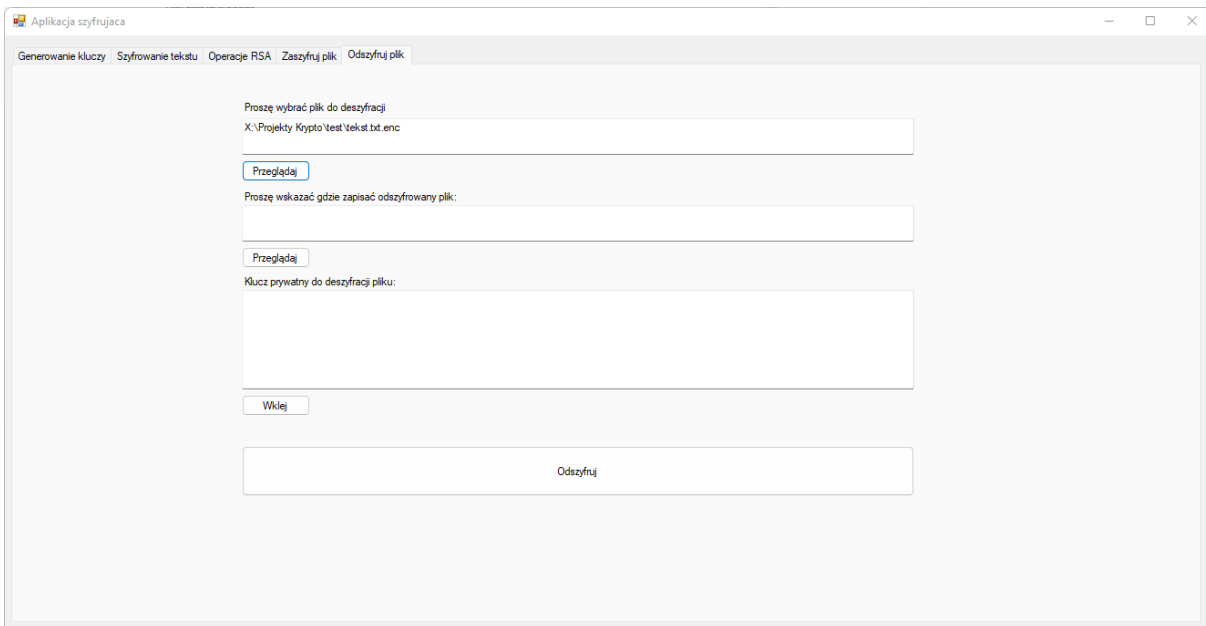 Aplikacja szyfrujaca
Generowanie kluczy Szyfrowanie tekstu Operacje RSA Zaszyfruj plik Odszyfruj plik
Proszę wybrać plik do deszyfracji
X:\Projekty Krypto\test\tekst.txt.enc
Przeglądaj
Proszę wskazać gdzie zapisać odszyfrowany plik:
Przeglądaj
Klucz prywatny do deszyfracji pliku:
Wklej
Odszyfruj